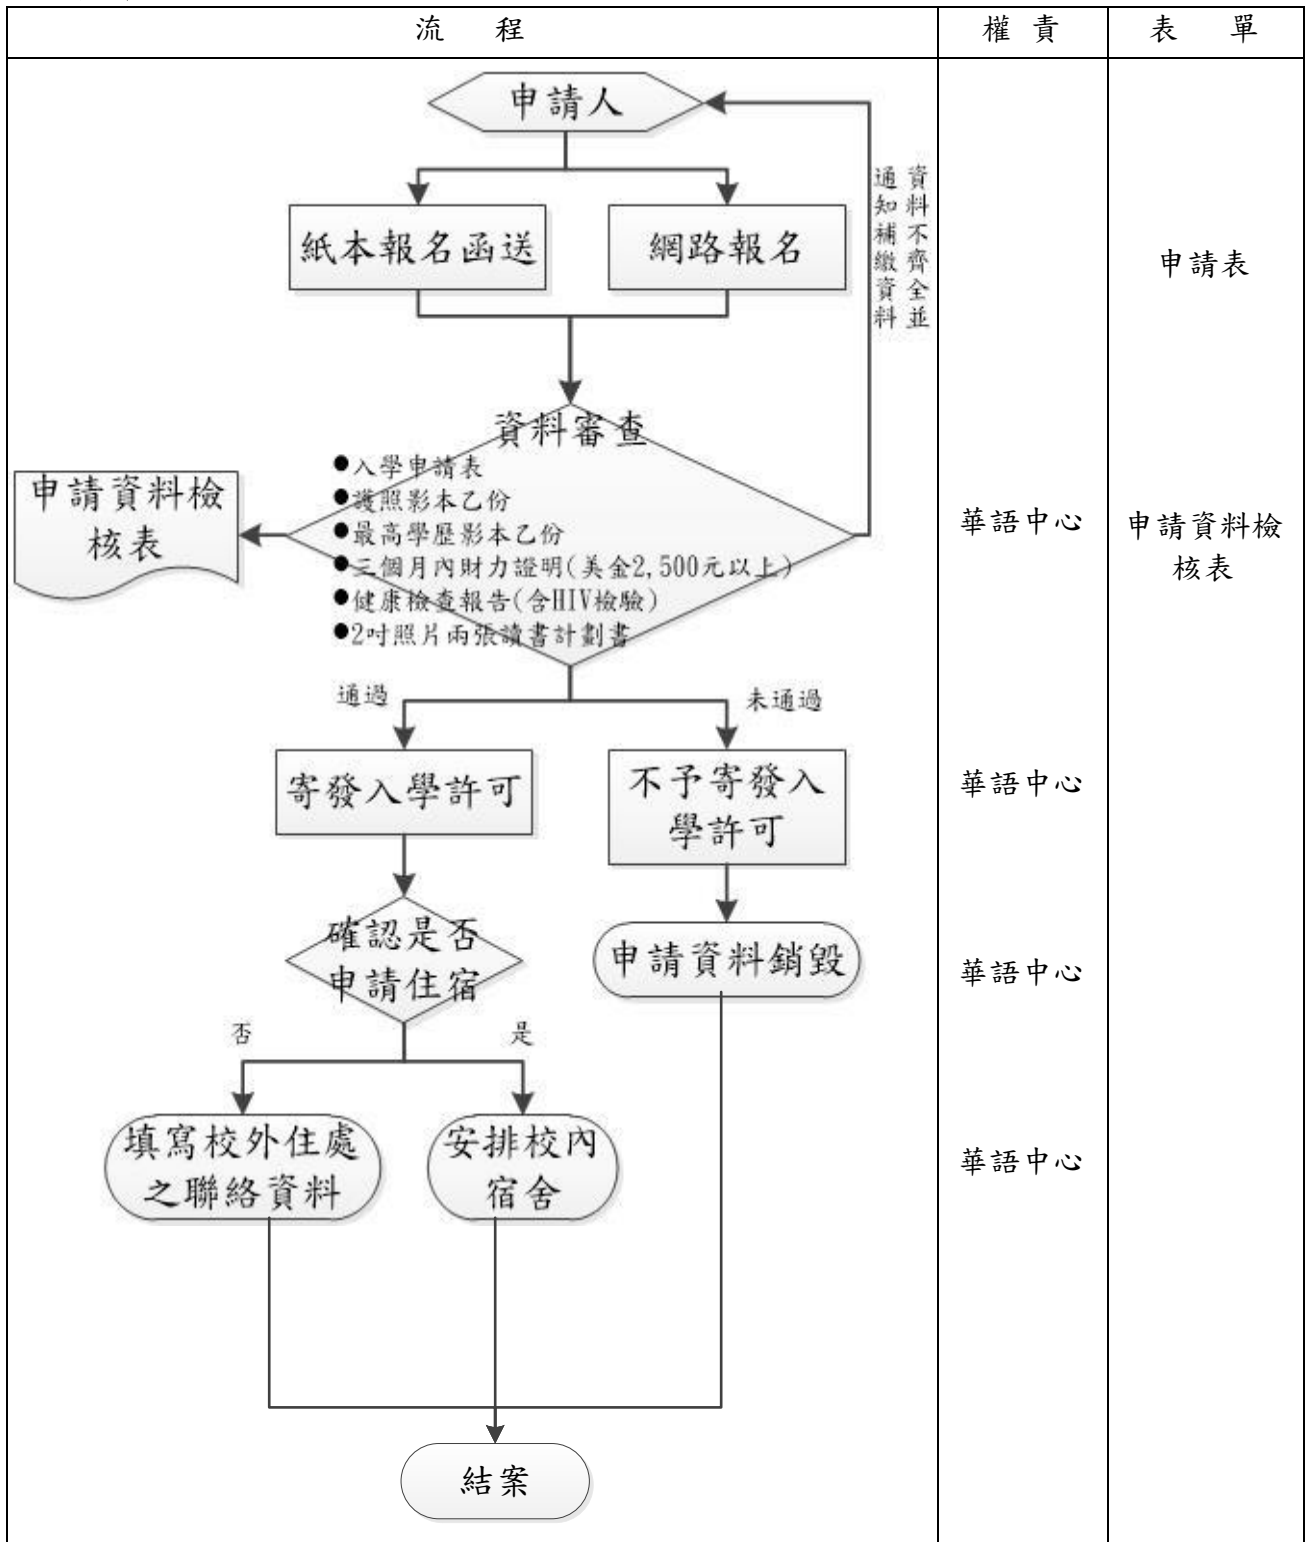 流 程
權 責
表 單
申請人
紙本報名函送
網路報名
資料不齊全並
通知補繳資料
申請表
資料審查
●入學申請表
●護照影本乙份
●最高學歷影本乙份
●三個月內財力證明(美金2,500元以上)
●健康檢查報告(含HIV檢驗)
●2吋照片兩張讀書計劃書
申請資料檢
核表
華語中心
申請資料檢
核表
通過
未通過
寄發入學許可
不予寄發入
學許可
華語中心
確認是否
申請住宿
申請資料銷毀
華語中心
否
是
填寫校外住處
之聯絡資料
安排校內
宿舍
華語中心
結案